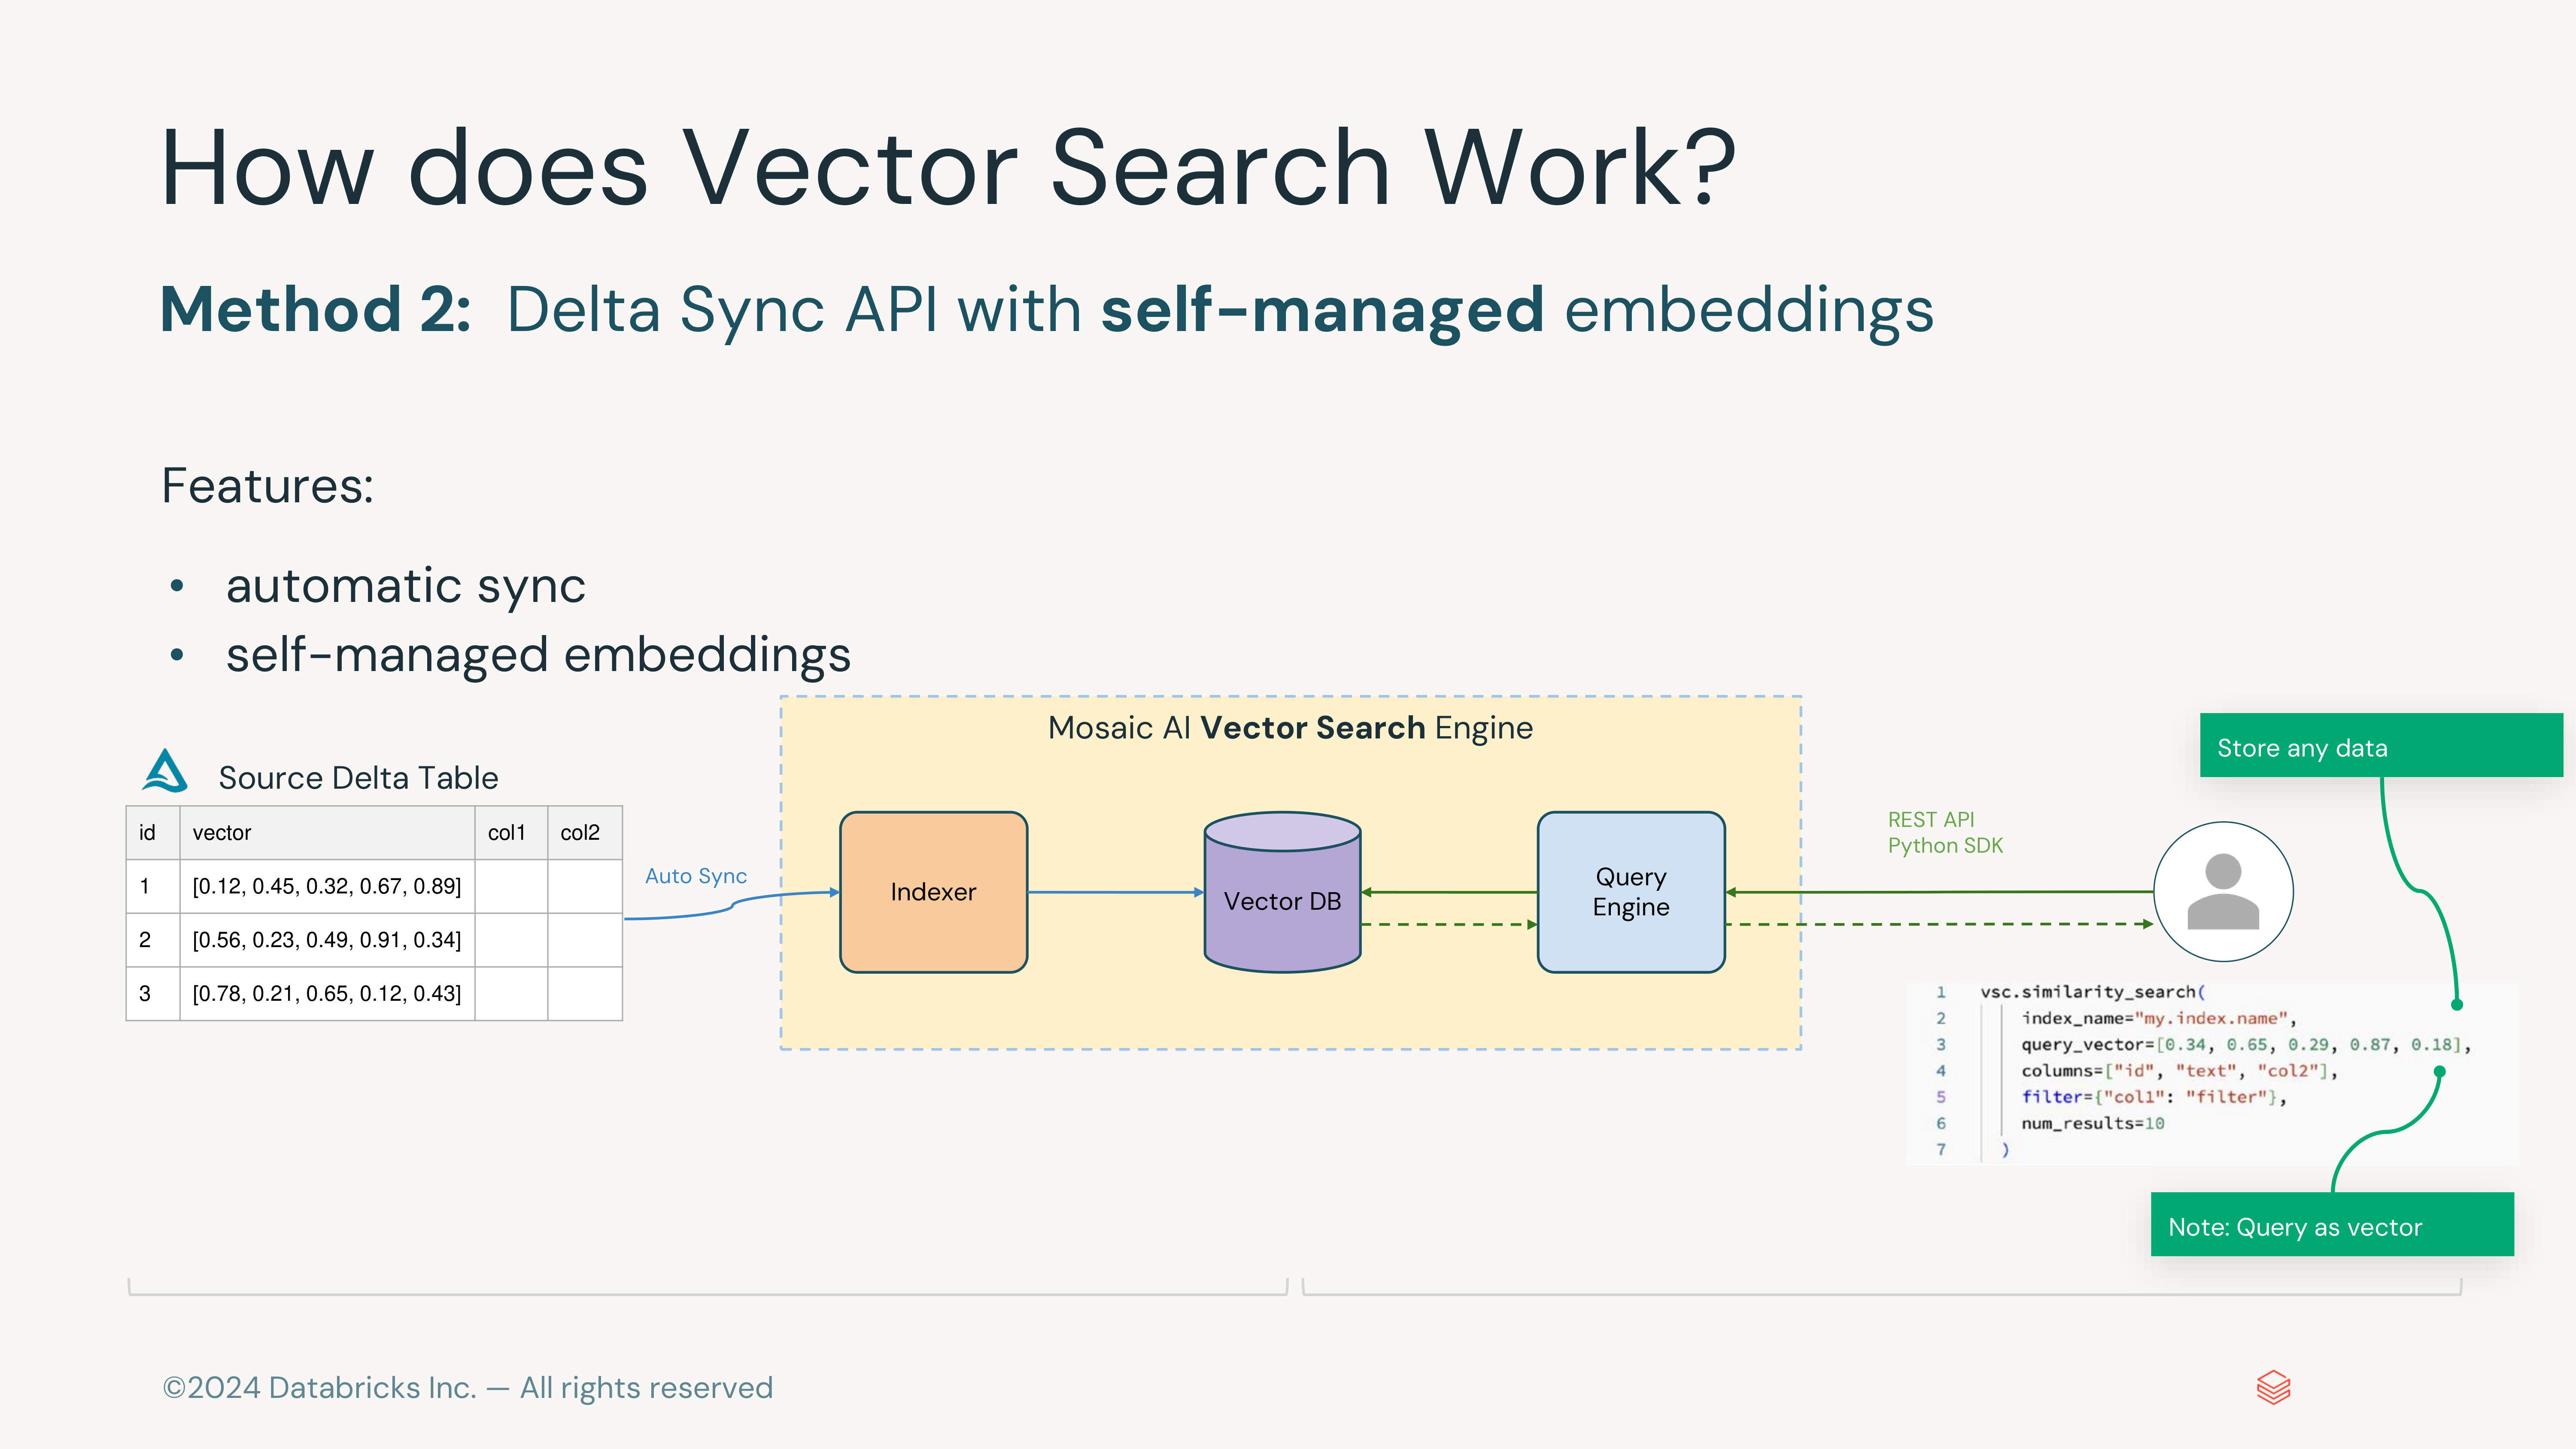 How does Vector Search Work?
Method 2: Delta Sync API with self-managed embeddings
Features:
• automatic sync
• self-managed embeddings
Source Delta Table
id vector col1 col2
1 [0.12, 0.45, 0.32, 0.67, 0.89]
2 [0.56, 0.23, 0.49, 0.91, 0.34]
3 [0.78, 0.21, 0.65, 0.12, 0.43]
Auto Sync
Mosaic AI Vector Search Engine
Indexer
Vector DB
Query
Engine
REST API
Python SDK
Store any data
1 vsc.similarity_search(
2 index_name="my.index.name",
3 query_vector=[0.34, 0.65, 0.29, 0.87, 0.18],
4 columns=["id", "text", "col2"],
5 filter={"col1": "filter"},
6 num_results=10
7 )
Note: Query as vector
©2024 Databricks Inc. — All rights reserved